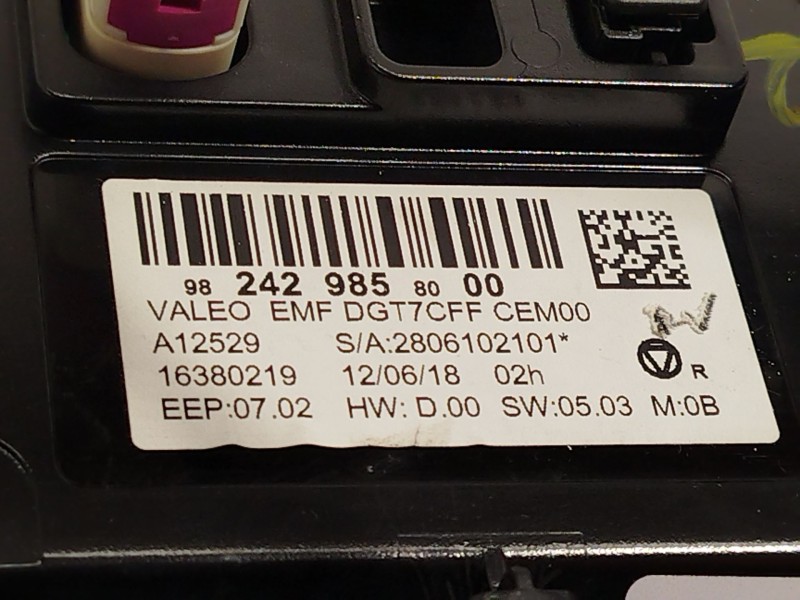 98 242 985 80 00
VALEO EMF DGT7CFF CEM00
A12529 S/A:2806102101*
16380219 12/06/18 02h
R
EEP:07.02 HW: D.00 SW:05.03 M:0B